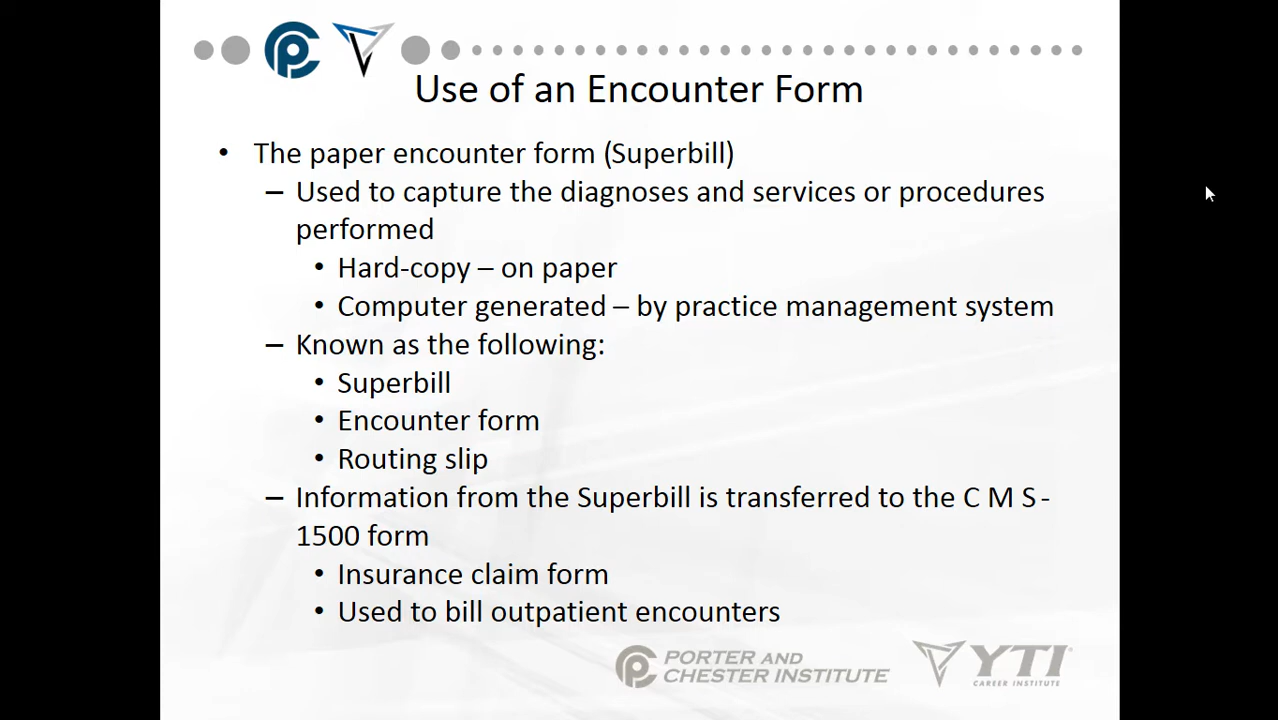 Use of an Encounter Form
• The paper encounter form (Superbill)
– Used to capture the diagnoses and services or procedures
performed
• Hard-copy – on paper
• Computer generated – by practice management system
– Known as the following:
• Superbill
• Encounter form
• Routing slip
– Information from the Superbill is transferred to the C M S-
1500 form
• Insurance claim form
• Used to bill outpatient encounters
PORTER AND
CHESTER INSTITUTE
YTI
CAREER INSTITUTE